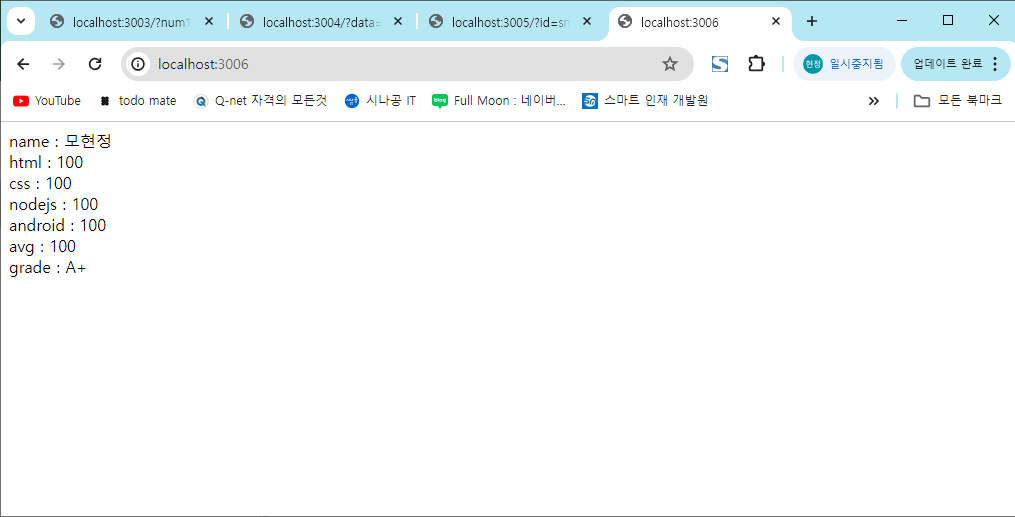 localhost:3003/?num1
localhost:3004/?data=
localhost:3005/?id=sn
localhost:3006
localhost:3006
현정
일시중지됨
업데이트 완료
YouTube
todo mate
Q-net 자격의 모든것
시나공 IT
blog
Full Moon : 네이버...
스마트 인재 개발원
모든 북마크
name : 모현정
html : 100
css : 100
nodejs : 100
android : 100
avg : 100
grade : A+